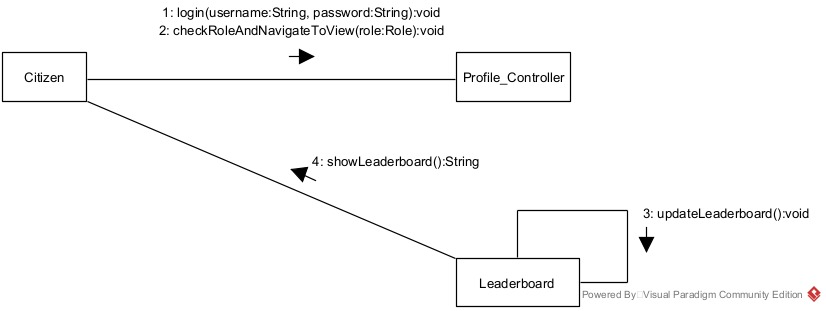 1: login(username:String, password:String):void
2: checkRoleAndNavigateToView(role:Role):void
Citizen
Profile_Controller
4: showLeaderboard():String
3: updateLeaderboard():void
Leaderboard
Powered By Visual Paradigm Community Edition